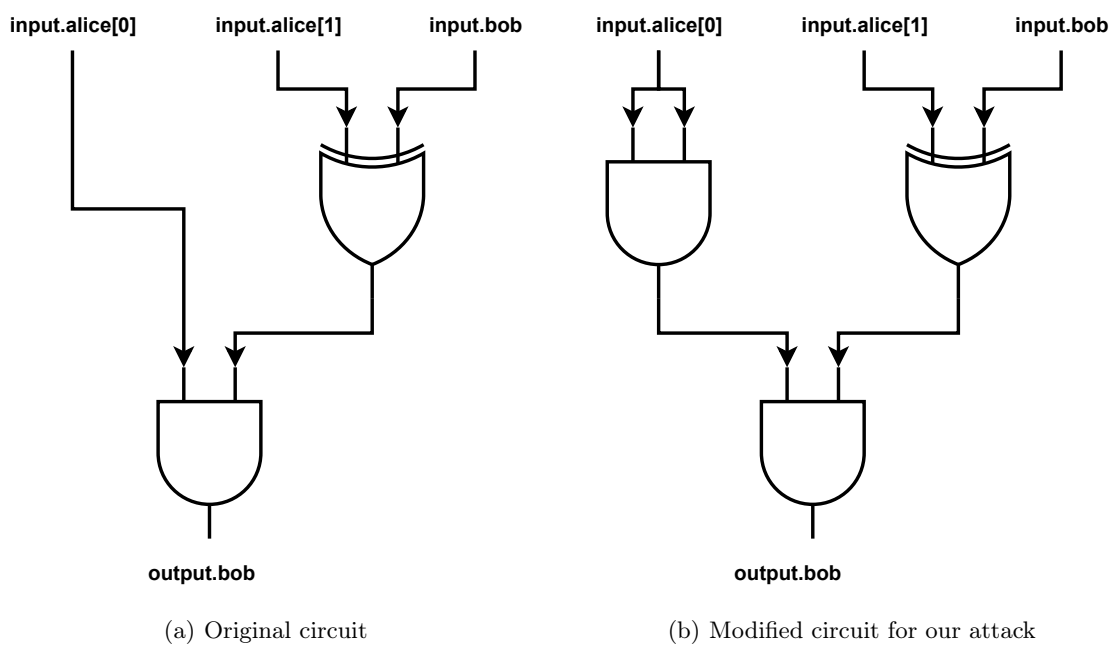 input.alice[0] input.alice[1] input.bob input.alice[0] input.alice[1] input.bob
output.bob output.bob
(a) Original circuit (b) Modified circuit for our attack